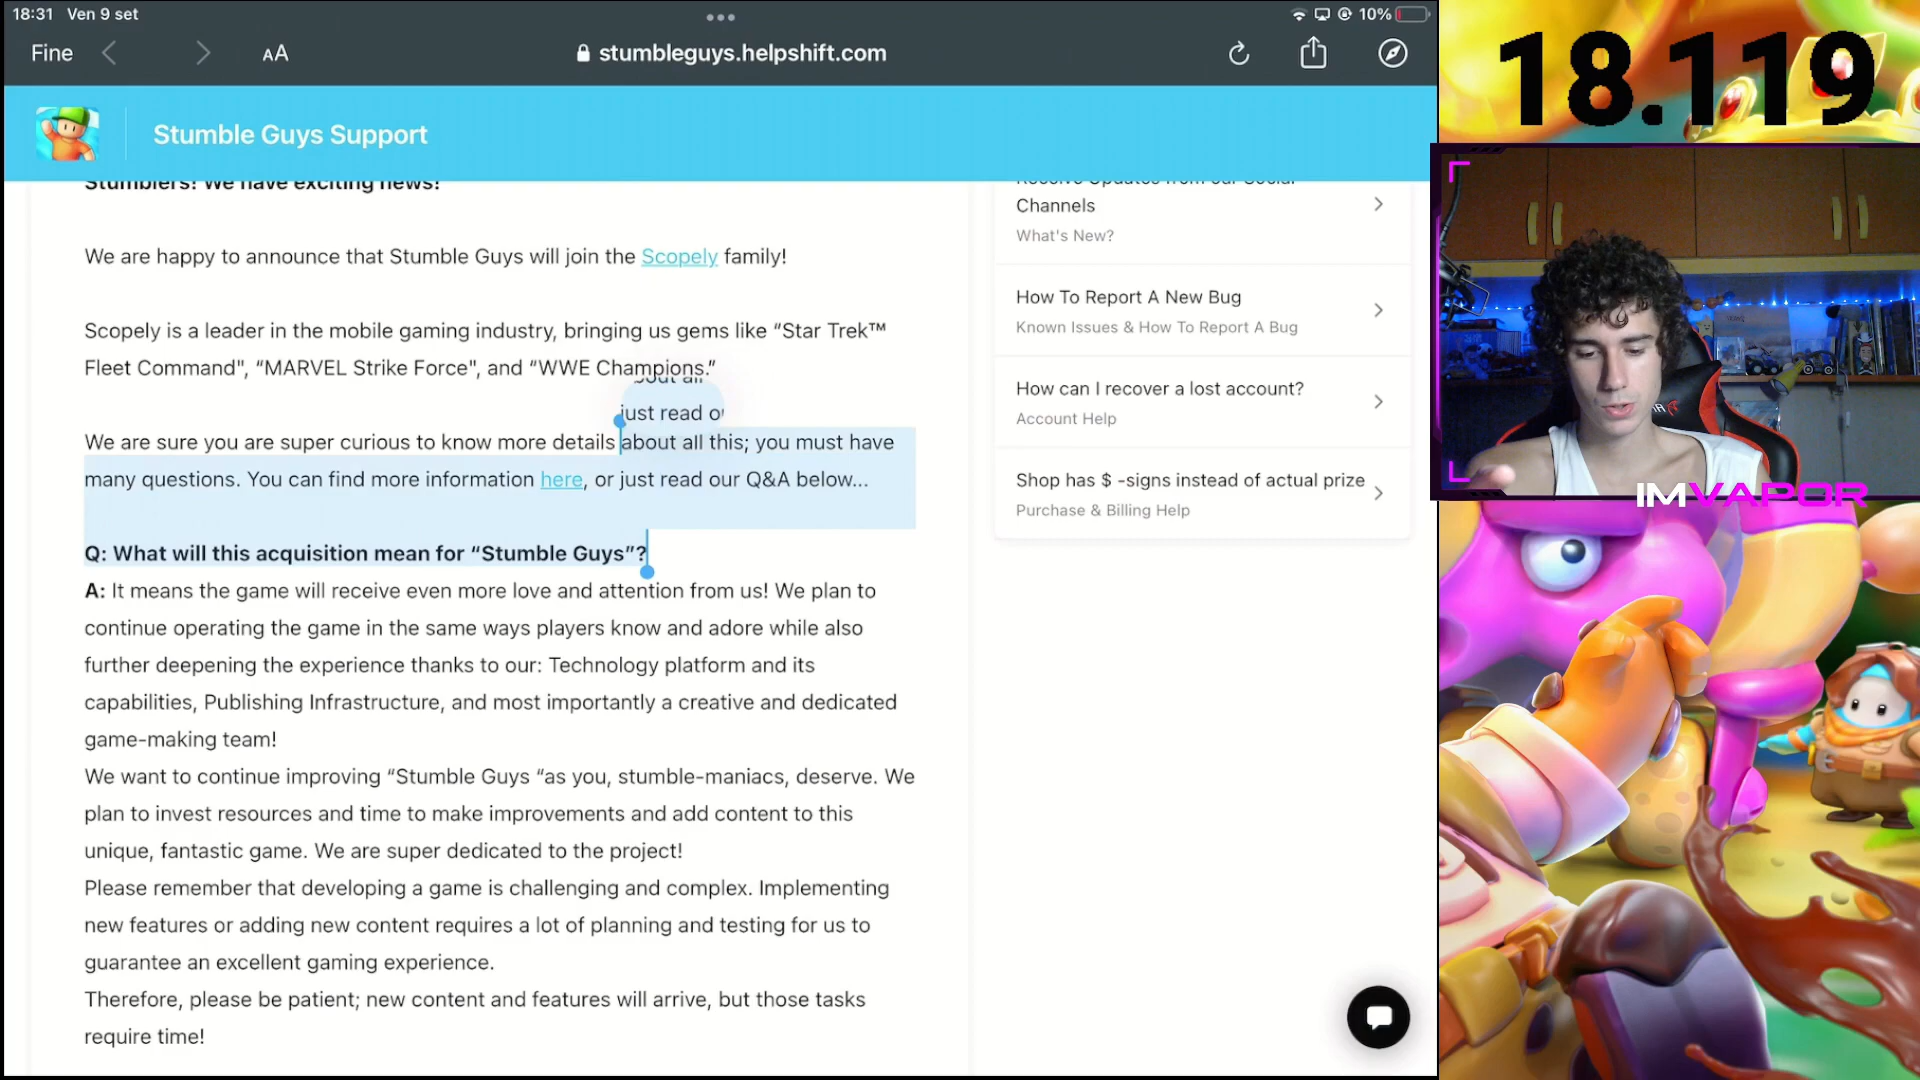 18:31 Ven 9 set
10%
Fine
AA
stumbleguys.helpshift.com
Stumble Guys Support
Stumblers! We have exciting news!
We are happy to announce that Stumble Guys will join the Scopely family!
Scopely is a leader in the mobile gaming industry, bringing us gems like “Star Trek™
Fleet Command", “MARVEL Strike Force", and “WWE Champions.”
bout all
just read o
We are sure you are super curious to know more details about all this; you must have
many questions. You can find more information here, or just read our Q&A below...
Q: What will this acquisition mean for “Stumble Guys”?
A: It means the game will receive even more love and attention from us! We plan to
continue operating the game in the same ways players know and adore while also
further deepening the experience thanks to our: Technology platform and its
capabilities, Publishing Infrastructure, and most importantly a creative and dedicated
game-making team!
We want to continue improving “Stumble Guys “as you, stumble-maniacs, deserve. We
plan to invest resources and time to make improvements and add content to this
unique, fantastic game. We are super dedicated to the project!
Please remember that developing a game is challenging and complex. Implementing
new features or adding new content requires a lot of planning and testing for us to
guarantee an excellent gaming experience.
Therefore, please be patient; new content and features will arrive, but those tasks
require time!
Receive Updates from our Social
Channels
What's New?
How To Report A New Bug
Known Issues & How To Report A Bug
How can I recover a lost account?
Account Help
Shop has $ -signs instead of actual prize
Purchase & Billing Help
18.119
IMVAPOR